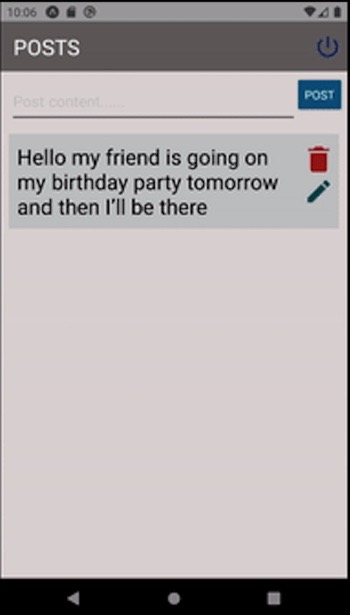 10:06
POSTS
Post content......
POST
Hello my friend is going on
my birthday party tomorrow
and then I'll be there